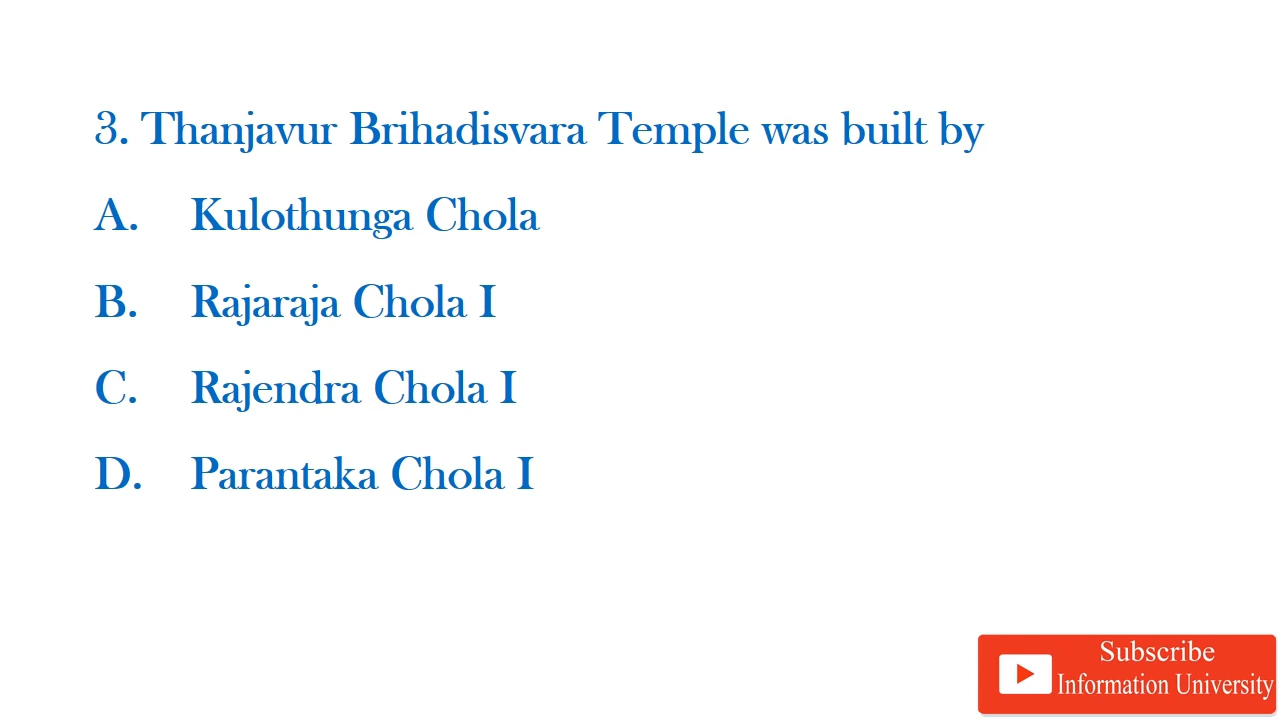 3. Thanjavur Brihadisvara Temple was built by
A. Kulothunga Chola
B. Rajaraja Chola I
C. Rajendra Chola I
D. Parantaka Chola I
Subscribe
Information University